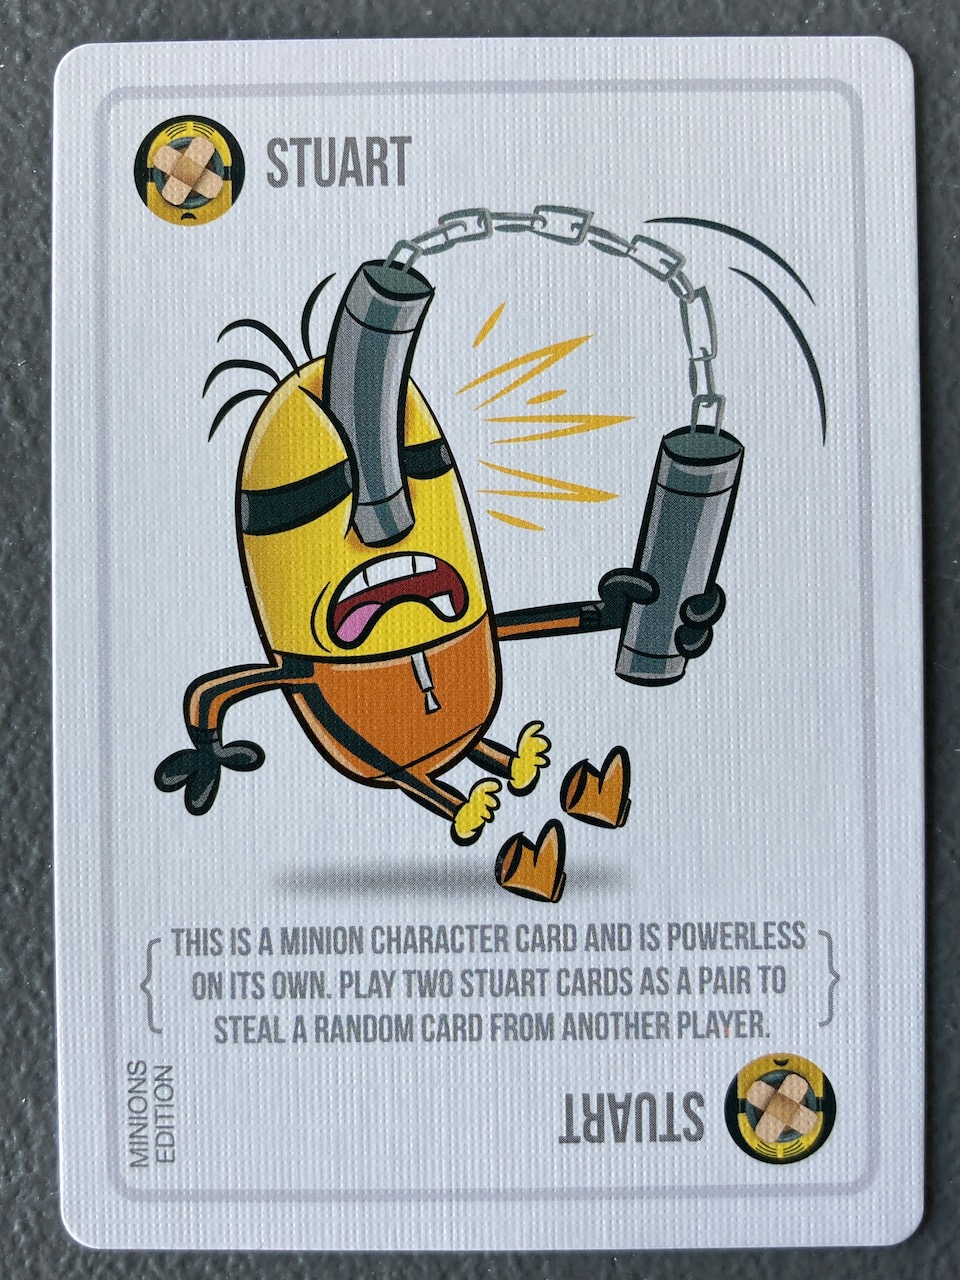 STUART
THIS IS A MINION CHARACTER CARD AND IS POWERLESS
ON ITS OWN. PLAY TWO STUART CARDS AS A PAIR TO
STEAL A RANDOM CARD FROM ANOTHER PLAYER.
MINIONS
EDITION
STUART